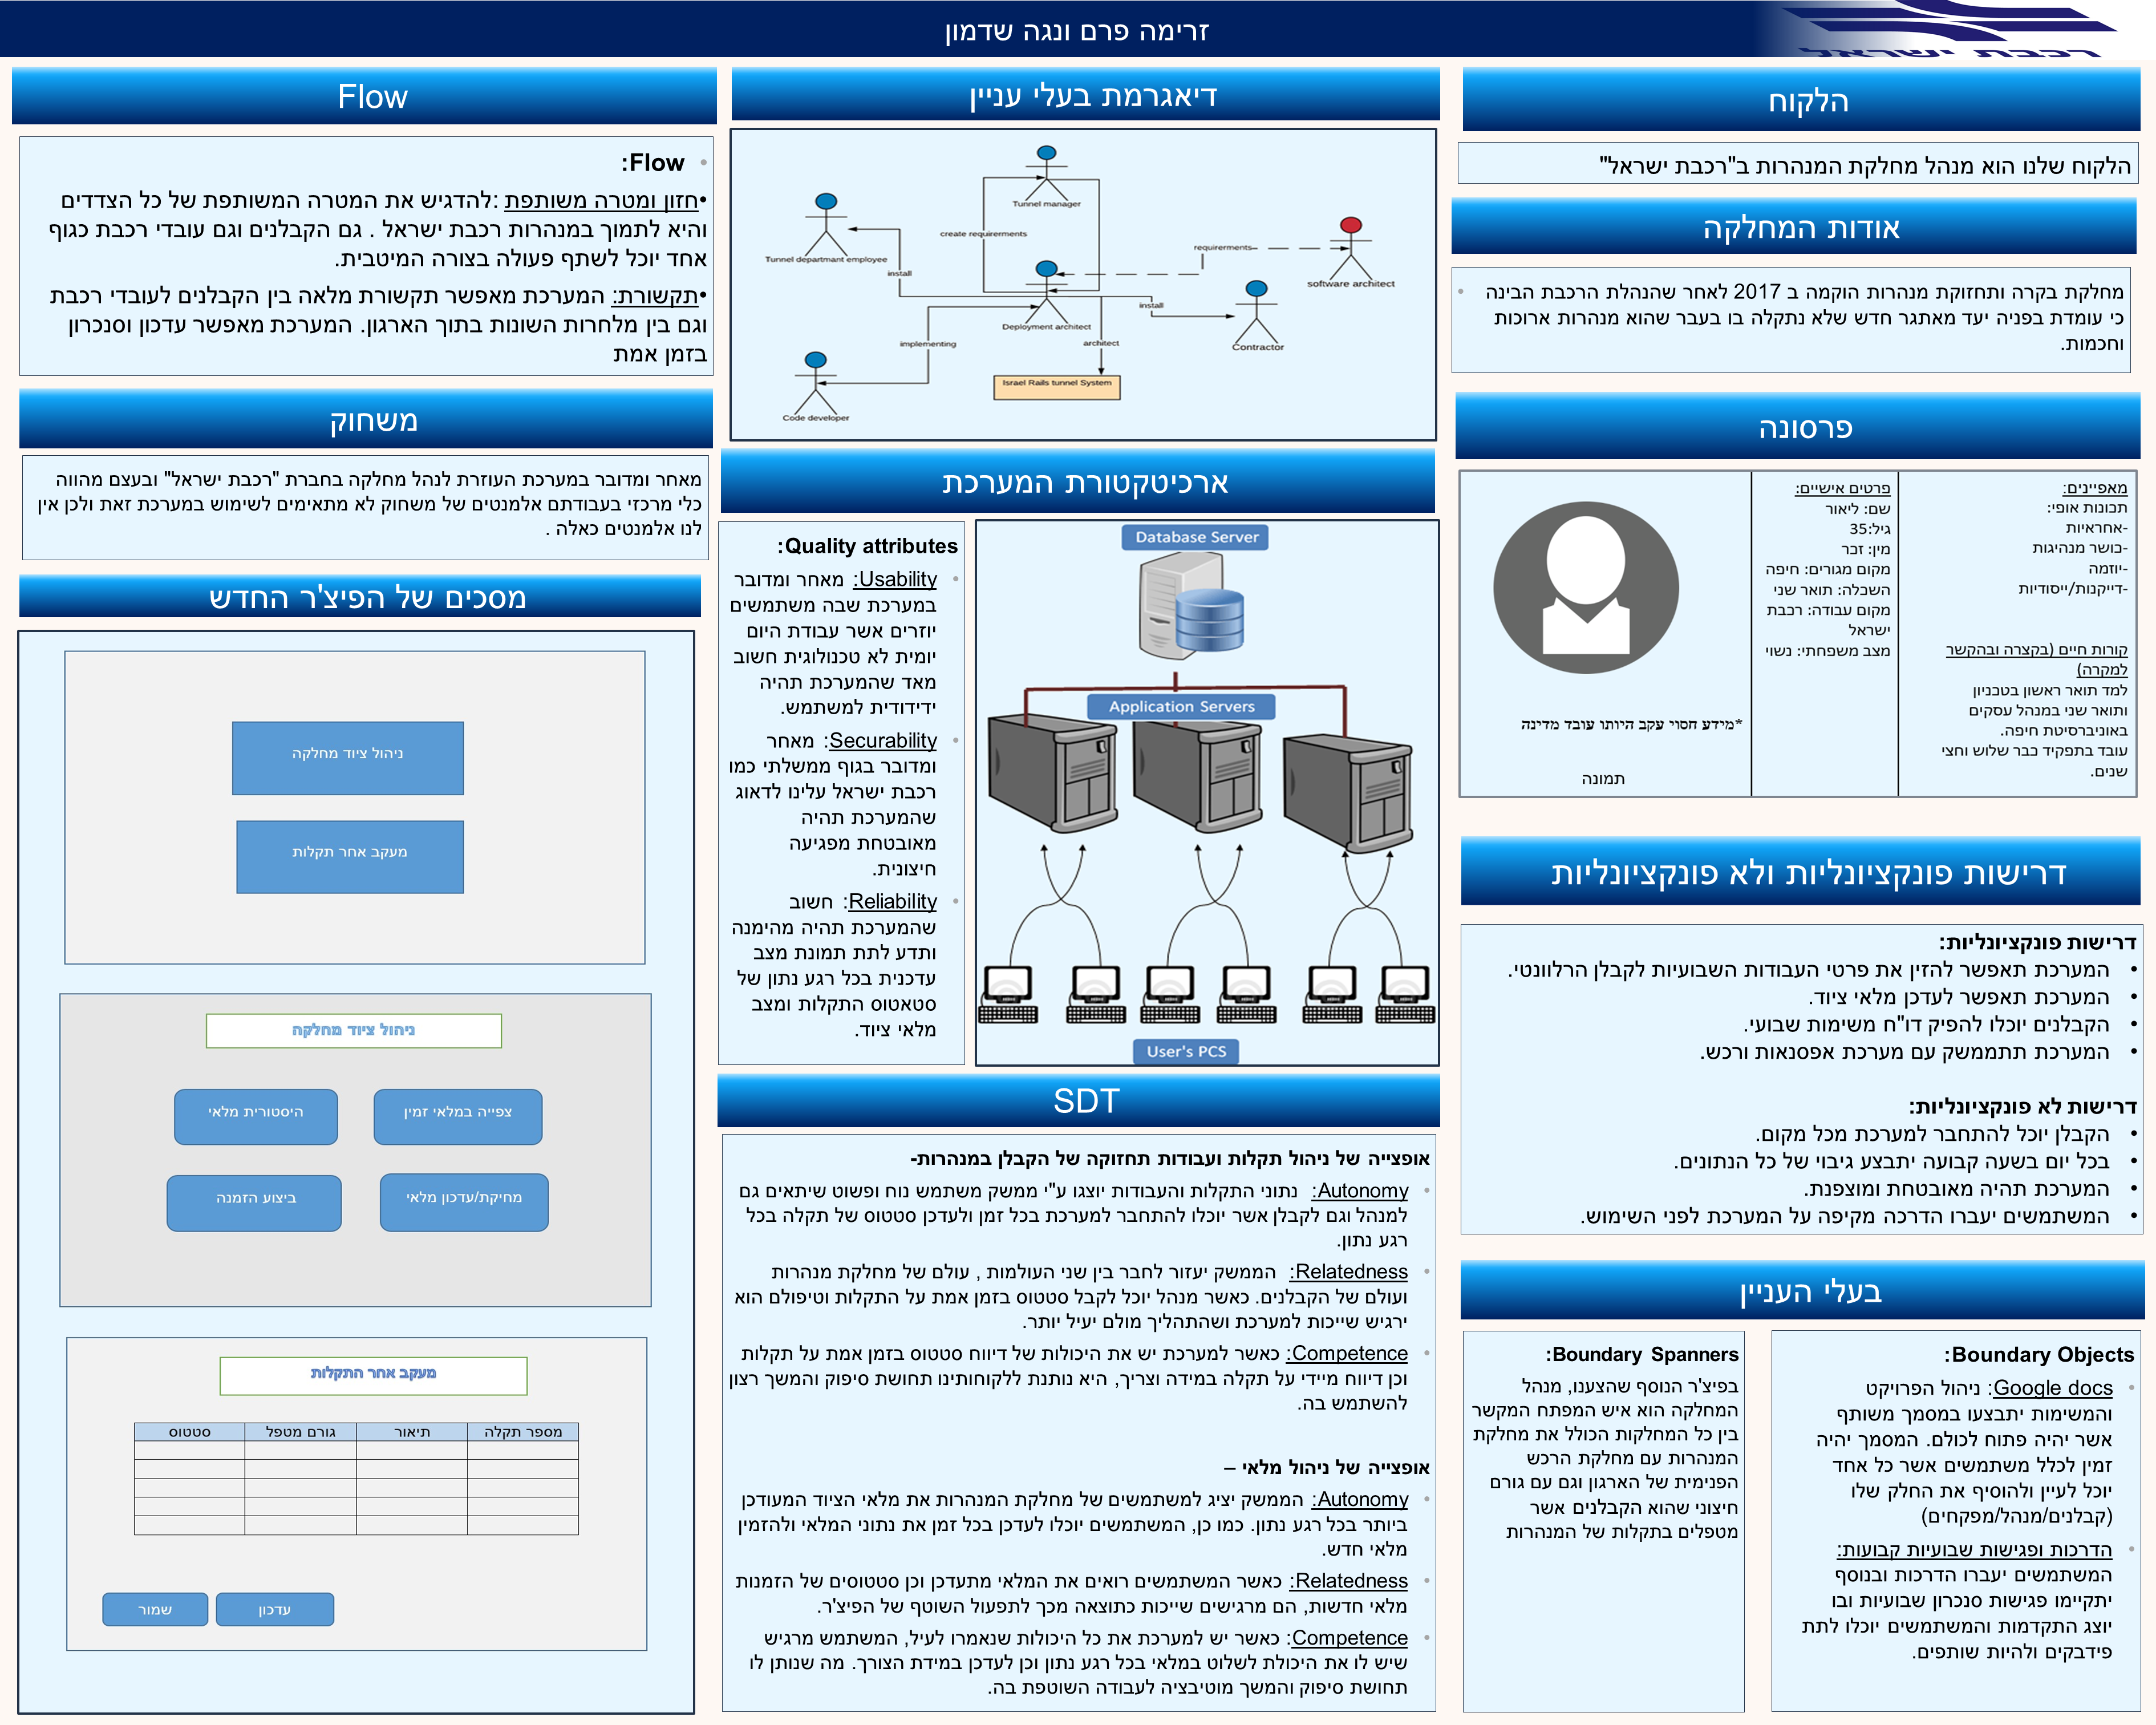 זרימה פרם ונגה שדמון
רכבת ישראל
הלקוח
הלקוח שלנו הוא מנהל מחלקת המנהרות ב"רכבת ישראל"
אודות המחלקה
מחלקת בקרה ותחזוקת מנהרות הוקמה ב 2017 לאחר שהנהלת הרכבת הבינה
כי עומדת בפניה יעד מאתגר חדש שלא נתקלה בו בעבר שהוא מנהרות ארוכות
וחכמות.
פרסונה
מאפיינים:
תכונות אופי:
-אחראיות
-כושר מנהיגות
-יוזמה
-דייקנות/ייסודיות
קורות חיים (בקצרה ובהקשר
למקרה)
למד תואר ראשון בטכניון
ותואר שני במנהל עסקים
באוניברסיטת חיפה.
עובד בתפקיד כבר שלוש וחצי
שנים.
פרטים אישיים:
שם: ליאור
גיל:35
מין: זכר
מקום מגורים: חיפה
השכלה: תואר שני
מקום עבודה: רכבת
ישראל
מצב משפחתי: נשוי
*מידע חסוי עקב היותו עובד מדינה
תמונה
דרישות פונקציונליות ולא פונקציונליות
דרישות פונקציונליות:
• המערכת תאפשר להזין את פרטי העבודות השבועיות לקבלן הרלוונטי.
• המערכת תאפשר לעדכן מלאי ציוד.
• הקבלנים יוכלו להפיק דו"ח משימות שבועי.
• המערכת תתממשק עם מערכת אפסנאות ורכש.
דרישות לא פונקציונליות:
• הקבלן יוכל להתחבר למערכת מכל מקום.
• בכל יום בשעה קבועה יתבצע גיבוי של כל הנתונים.
• המערכת תהיה מאובטחת ומוצפנת.
• המשתמשים יעברו הדרכה מקיפה על המערכת לפני השימוש.
בעלי העניין
Boundary Objects:
• Google docs: ניהול הפרויקט
והמשימות יתבצעו במסמך משותף
אשר יהיה פתוח לכולם. המסמך יהיה
זמין לכלל משתמשים אשר כל אחד
יוכל לעיין ולהוסיף את החלק שלו
(קבלנים/מנהל/מפקחים)
• הדרכות ופגישות שבועיות קבועות:
המשתמשים יעברו הדרכות ובנוסף
יתקיימו פגישות סנכרון שבועיות ובו
יוצג התקדמות והמשתמשים יוכלו לתת
פידבקים ולהיות שותפים.
Boundary Spanners:
בפיצ'ר הנוסף שהצענו, מנהל
המחלקה הוא איש המפתח המקשר
בין כל המחלקות הכולל את מחלקת
המנהרות עם מחלקת הרכש
הפנימית של הארגון וגם עם גורם
חיצוני שהוא הקבלנים אשר
מטפלים בתקלות של המנהרות
דיאגרמת בעלי עניין
Tunnel manager
create requirerments
Tunnel departmant employee
install
requirerments
software architect
install
Deployment architect
Contractor
implementing
architect
Israel Rails tunnel System
Code developer
ארכיטקטורת המערכת
Quality attributes:
• Usability: מאחר ומדובר
במערכת שבה משתמשים
יוזרים אשר עבודת היום
יומית לא טכנולוגית חשוב
מאד שהמערכת תהיה
ידידודית למשתמש.
• Securability: מאחר
ומדובר בגוף ממשלתי כמו
רכבת ישראל עלינו לדאוג
שהמערכת תהיה
מאובטחת מפגיעה
חיצונית.
• Reliability: חשוב
שהמערכת תהיה מהימנה
ותדע לתת תמונת מצב
עדכנית בכל רגע נתון של
סטאטוס התקלות ומצב
מלאי ציוד.
Database Server
Application Servers
User's PCS
SDT
אופצייה של ניהול תקלות ועבודות תחזוקה של הקבלן במנהרות-
• Autonomy: נתוני התקלות והעבודות יוצגו ע"י ממשק משתמש נוח ופשוט שיתאים גם
למנהל וגם לקבלן אשר יוכלו להתחבר למערכת בכל זמן ולעדכן סטטוס של תקלה בכל
רגע נתון.
• Relatedness: הממשק יעזור לחבר בין שני העולמות , עולם של מחלקת מנהרות
ועולם של הקבלנים. כאשר מנהל יוכל לקבל סטטוס בזמן אמת על התקלות וטיפולם הוא
ירגיש שייכות למערכת ושהתהליך מולם יעיל יותר.
• Competence: כאשר למערכת יש את היכולות של דיווח סטטוס בזמן אמת על תקלות
וכן דיווח מיידי על תקלה במידה וצריך, היא נותנת ללקוחותינו תחושת סיפוק והמשך רצון
להשתמש בה.
אופצייה של ניהול מלאי –
• Autonomy: הממשק יציג למשתמשים של מחלקת המנהרות את מלאי הציוד המעודכן
ביותר בכל רגע נתון. כמו כן, המשתמשים יוכלו לעדכן בכל זמן את נתוני המלאי ולהזמין
מלאי חדש.
• Relatedness: כאשר המשתמשים רואים את המלאי מתעדכן וכן סטטוסים של הזמנות
מלאי חדשות, הם מרגישים שייכות כתוצאה מכך לתפעול השוטף של הפיצ'ר.
• Competence: כאשר יש למערכת את כל היכולות שנאמרו לעיל, המשתמש מרגיש
שיש לו את היכולת לשלוט במלאי בכל רגע נתון וכן לעדכן במידת הצורך. מה שנותן לו
תחושת סיפוק והמשך מוטיבציה לעבודה השוטפת בה.
Flow
• Flow:
•חזון ומטרה משותפת :להדגיש את המטרה המשותפת של כל הצדדים
והיא לתמוך במנהרות רכבת ישראל . גם הקבלנים וגם עובדי רכבת כגוף
אחד יוכל לשתף פעולה בצורה המיטבית.
•תקשורת: המערכת מאפשר תקשורת מלאה בין הקבלנים לעובדי רכבת
וגם בין מלחרות השונות בתוך הארגון. המערכת מאפשר עדכון וסנכרון
בזמן אמת
משחוק
מאחר ומדובר במערכת העוזרת לנהל מחלקה בחברת "רכבת ישראל" ובעצם מהווה
כלי מרכזי בעבודתם אלמנטים של משחוק לא מתאימים לשימוש במערכת זאת ולכן אין
לנו אלמנטים כאלה .
מסכים של הפיצ'ר החדש
ניהול ציוד מחלקה
מעקב אחר תקלות
ניהול ציוד מחלקה
צפייה במלאי זמין
היסטורית מלאי
מחיקת/עדכון מלאי
ביצוע הזמנה
מעקב אחר התקלות
מספר תקלה תיאור גורם מטפל סטטוס
עדכון
שמור